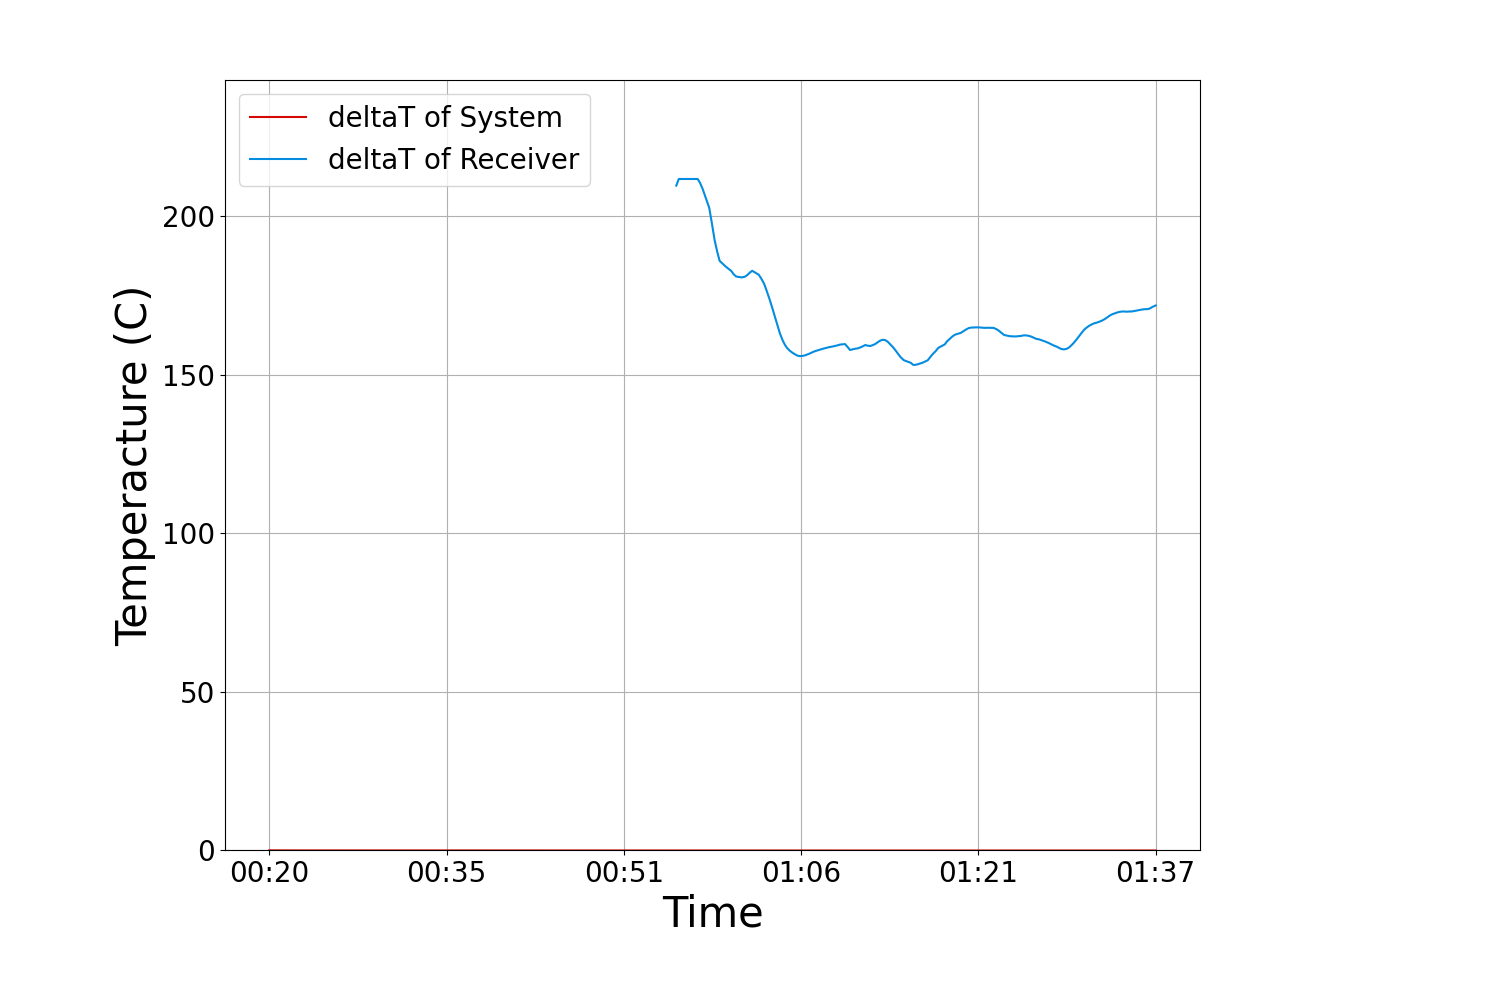 deltaT of System
deltaT of Receiver
Temperacture (C)
200
150
100
50
0
00:20 00:35 00:51 01:06 01:21 01:37
Time